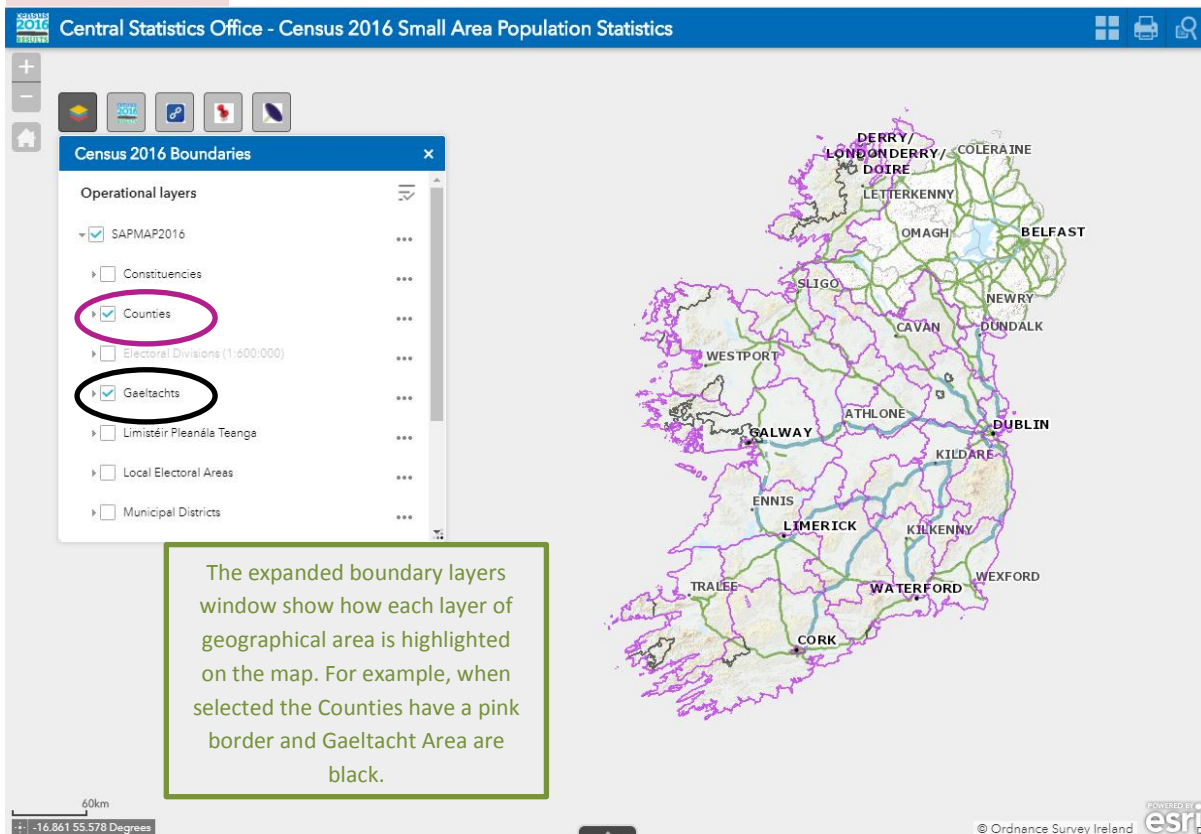 census
2016
RESULTS
Central Statistics Office - Census 2016 Small Area Population Statistics
Census 2016 Boundaries
×
Operational layers
SAPMAP2016
Constituencies
Counties
Electoral Divisions (1:600:000)
Gaeltachts
Limistéir Pleanála Teanga
Local Electoral Areas
Municipal Districts
The expanded boundary layers
window show how each layer of
geographical area is highlighted
on the map. For example, when
selected the Counties have a pink
border and Gaeltacht Area are
black.
DERRY/
LONDONDERRY/
DOIRE
COLERAINE
LETTERKENNY
OMAGH
BELFAST
SLIGO
NEWRY
CAVAN
DUNDALK
WESTPORT
ATHLONE
GALWAY
DUBLIN
KILDARE
ENNIS
LIMERICK
KILKENNY
TRALEE
WATERFORD
WEXFORD
CORK
60km
-16.861 55.578 Degrees
© Ordnance Survey Ireland
POWERED BY
esri